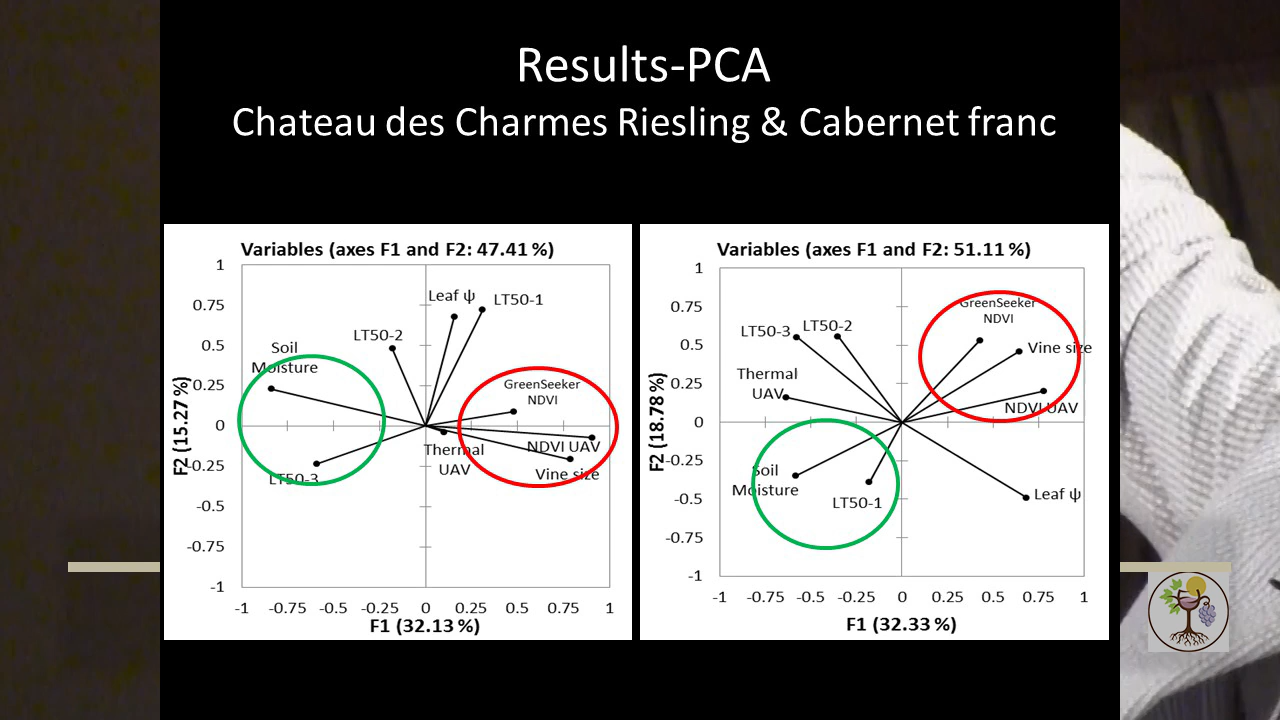 Results-PCA
Chateau des Charmes Riesling & Cabernet franc
Variables (axes F1 and F2: 47.41 %)
1
0.75
0.5
0.25
0
-0.25
-0.5
-0.75
-1
F2 (15.27 %)
Leaf ψ
LT50-1
LT50-2
Soil
Moisture
GreenSeeker
NDVI
NDVI UAV
Thermal
UAV
Vine size
LT50-3
-1 -0.75 -0.5 -0.25 0 0.25 0.5 0.75 1
F1 (32.13 %)
Variables (axes F1 and F2: 51.11 %)
1
0.75
0.5
0.25
0
-0.25
-0.5
-0.75
-1
F2 (18.78 %)
GreenSeeker
NDVI
LT50-3 LT50-2
Vine size
Thermal
UAV
NDVI UAV
Soil
Moisture
LT50-1
Leaf ψ
-1 -0.75 -0.5 -0.25 0 0.25 0.5 0.75 1
F1 (32.33 %)